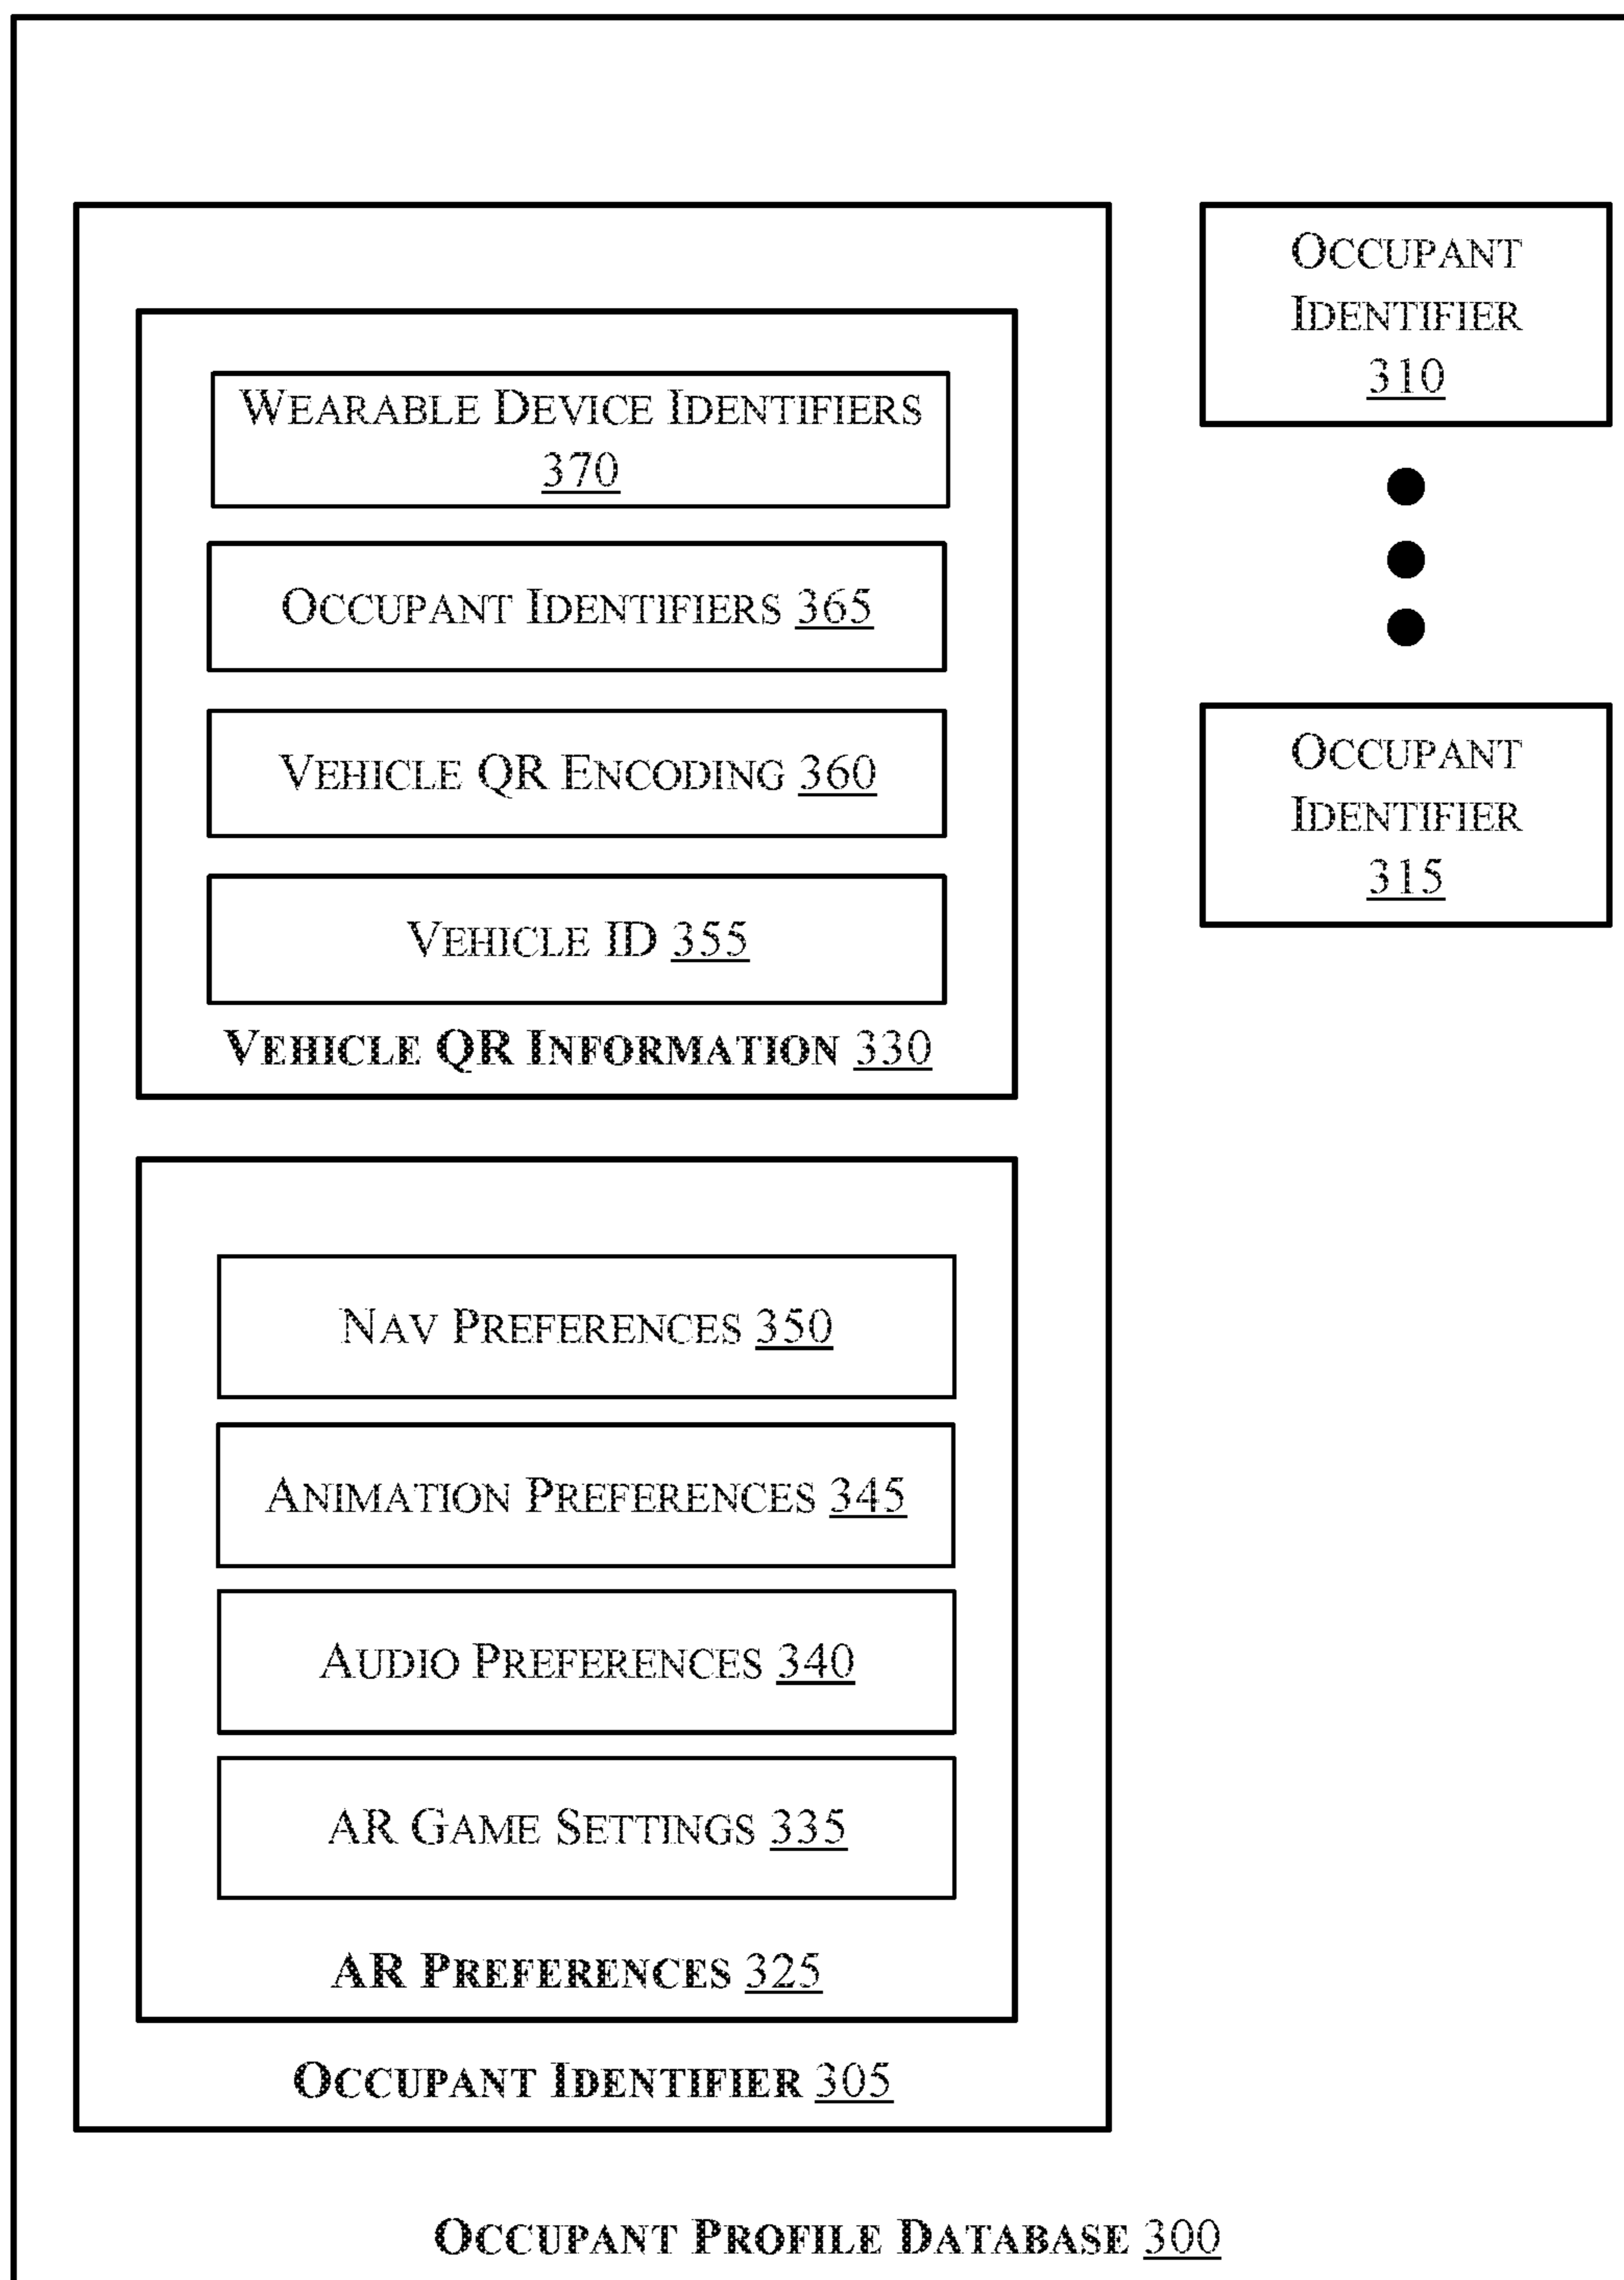 WEARABLE DEVICE IDENTIFIERS
370
OCCUPANT IDENTIFIERS 365
VEHICLE QR ENCODING 360
VEHICLE ID 355
VEHICLE QR INFORMATION 330
NAV PREFERENCES 350
ANIMATION PREFERENCES 345
AUDIO PREFERENCES 340
AR GAME SETTINGS 335
AR PREFERENCES 325
OCCUPANT IDENTIFIER 305
OCCUPANT
IDENTIFIER
310
OCCUPANT
IDENTIFIER
315
OCCUPANT PROFILE DATABASE 300